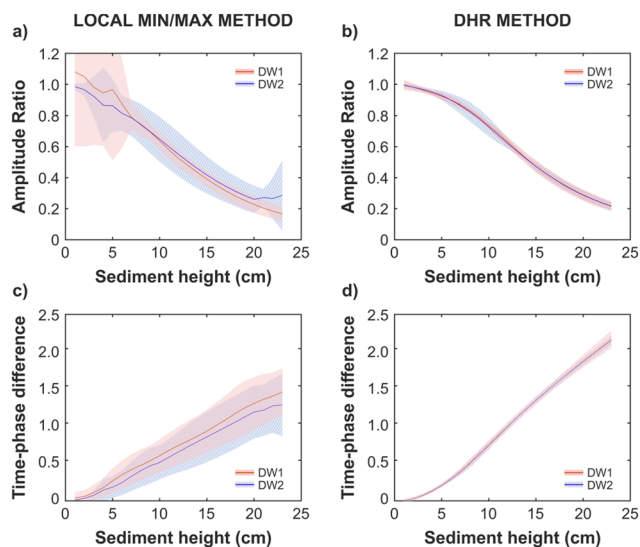 LOCAL MIN/MAX METHOD
DHR METHOD
a)
b)
Amplitude Ratio
1.2
1.0
0.8
0.6
0.4
0.2
0
DW1
DW2
0 5 10 15 20 25
Sediment height (cm)
Amplitude Ratio
1.2
1.0
0.8
0.6
0.4
0.2
0
DW1
DW2
0 5 10 15 20 25
Sediment height (cm)
c)
d)
Time-phase difference
2.5
2.0
1.5
1.0
0.5
0.0
DW1
DW2
0 5 10 15 20 25
Sediment height (cm)
Time-phase difference
2.5
2.0
1.5
1.0
0.5
0.0
DW1
DW2
0 5 10 15 20 25
Sediment height (cm)